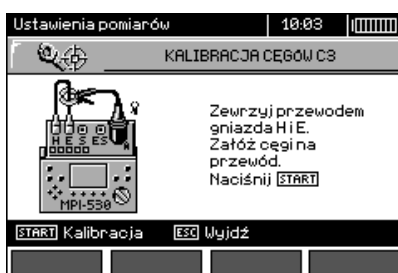 Ustawienia pomiarów 10:03
KALIBRACJA CĘGÓW C3
Zewrzyj przewodem
gniazda H i E.
Załóż cęgi na
przewód.
Naciśnij START
H E S ES
MPI-530
START Kalibracja ESC Wyjdź